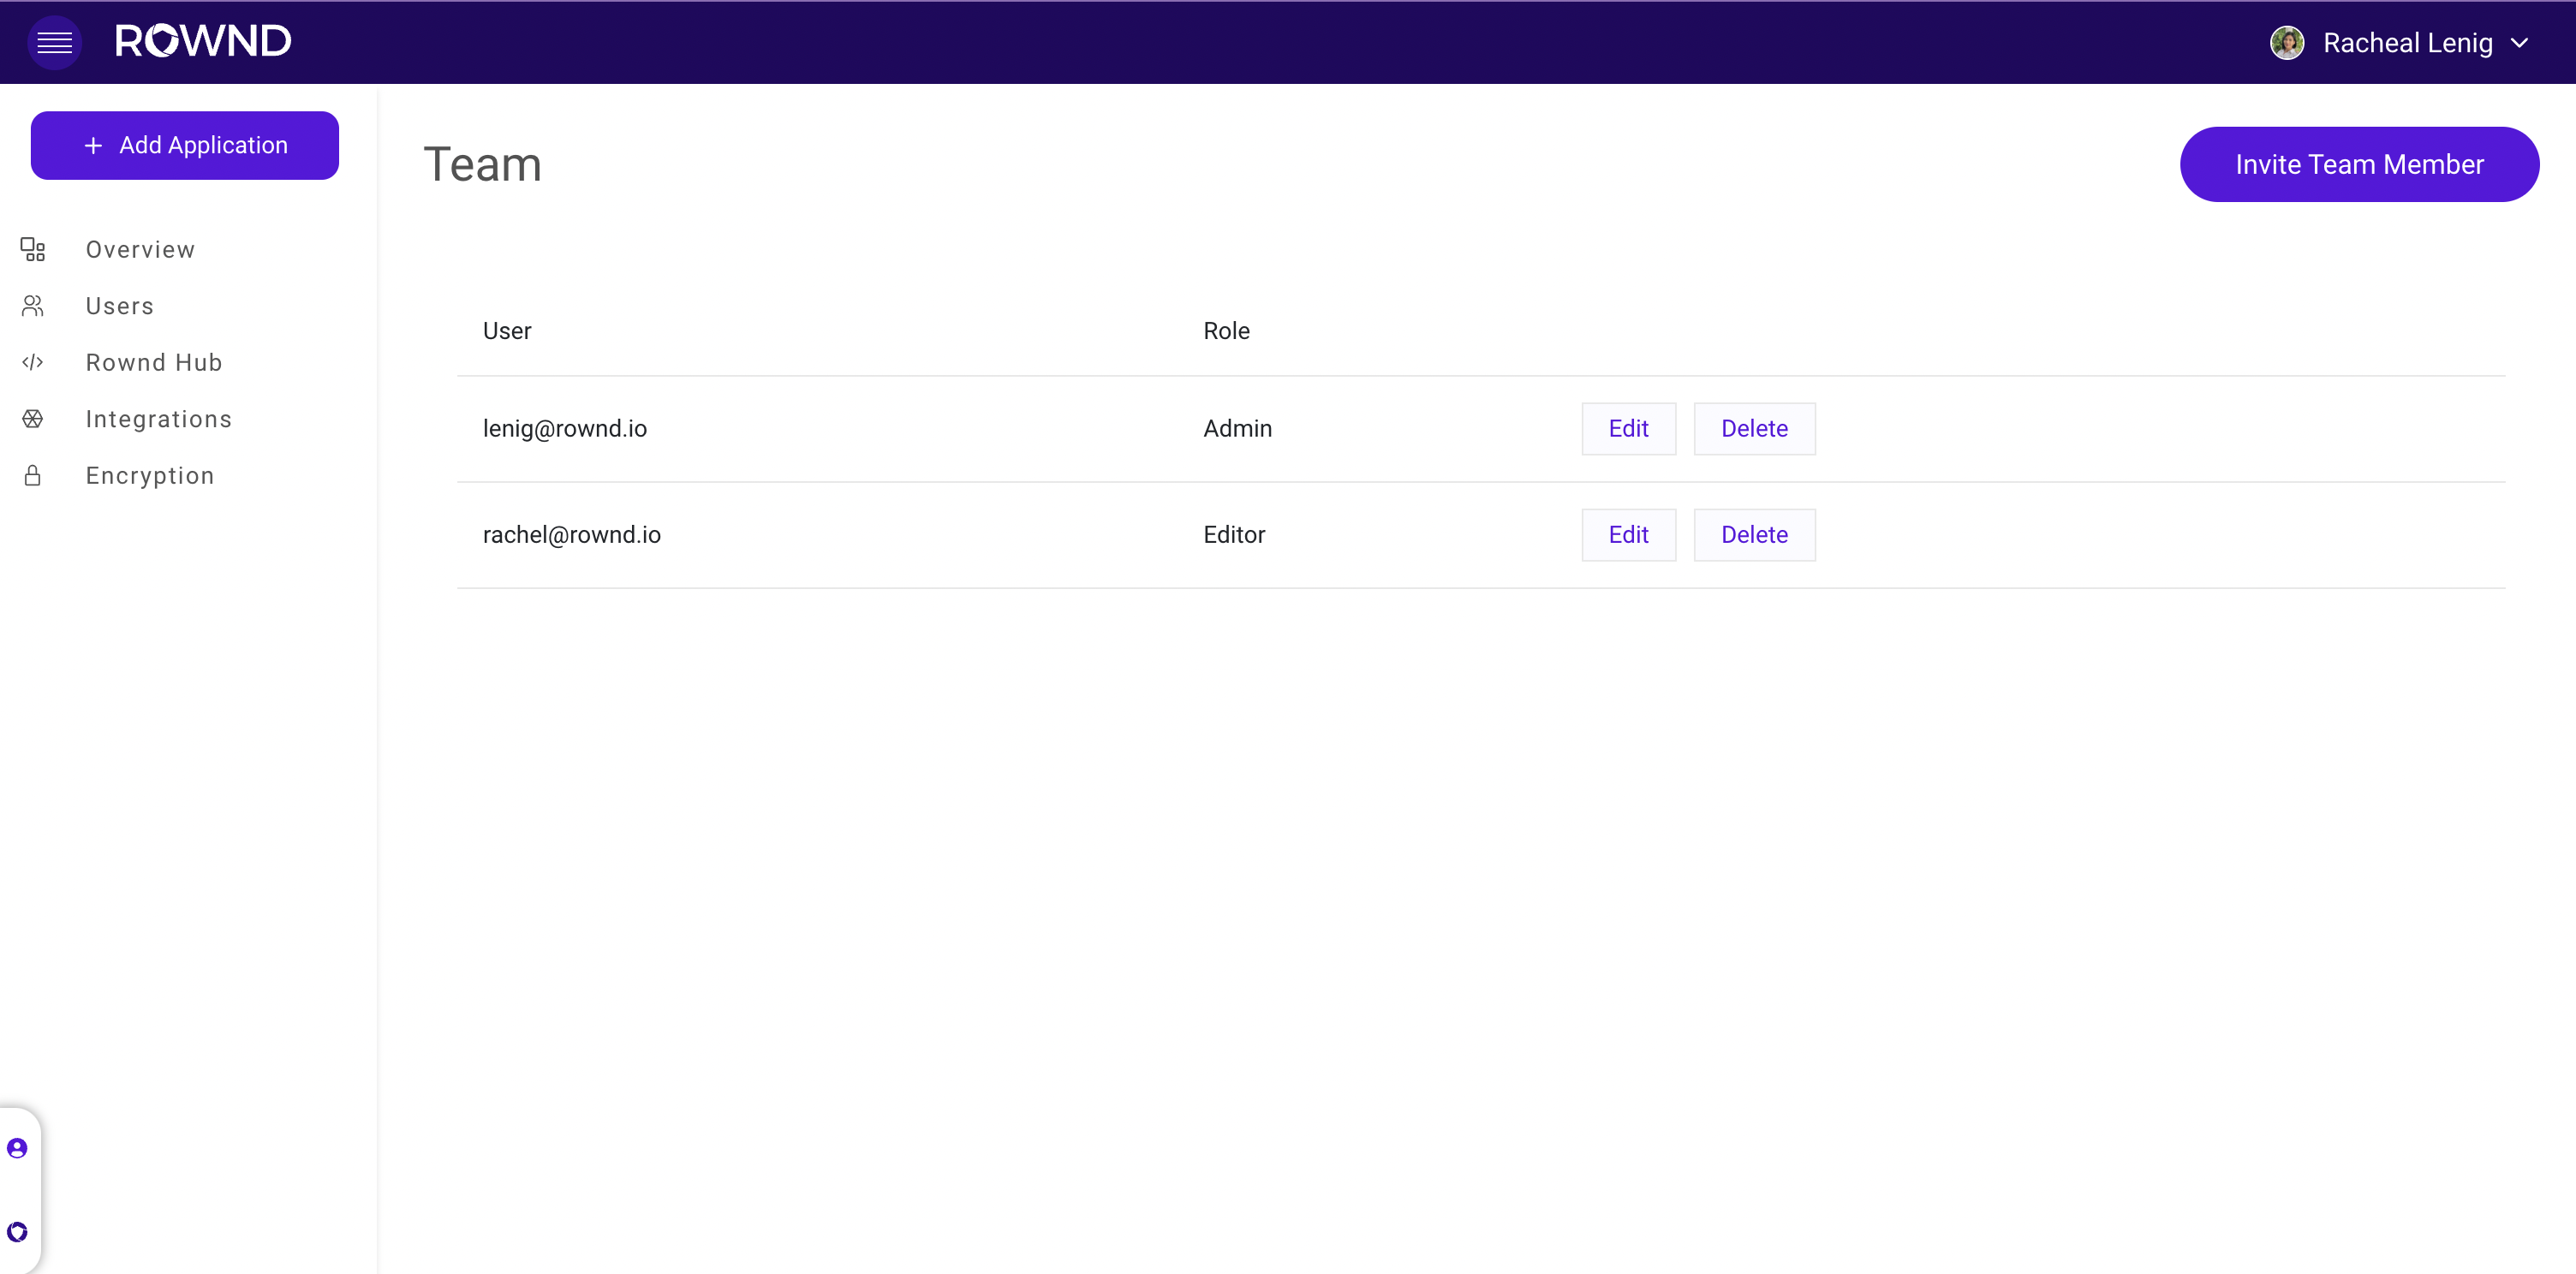 ROWND
Racheal Lenig
+ Add Application
Overview
Users
Rownd Hub
Integrations
Encryption
Team
Invite Team Member
User Role
lenig@rownd.io Admin Edit Delete
rachel@rownd.io Editor Edit Delete